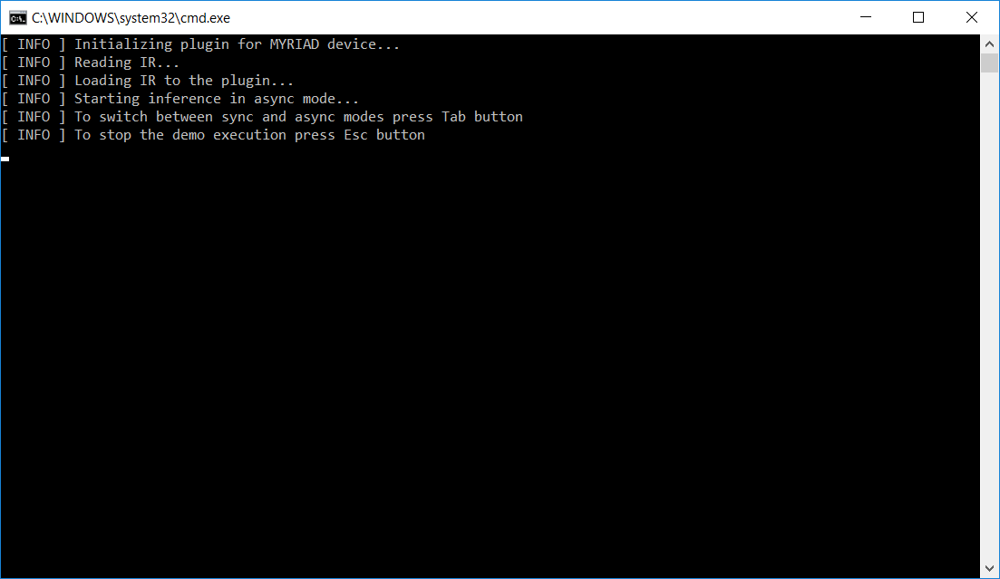 C:\WINDOWS\system32\cmd.exe
[ INFO ] Initializing plugin for MYRIAD device...
[ INFO ] Reading IR...
[ INFO ] Loading IR to the plugin...
[ INFO ] Starting inference in async mode...
[ INFO ] To switch between sync and async modes press Tab button
[ INFO ] To stop the demo execution press Esc button